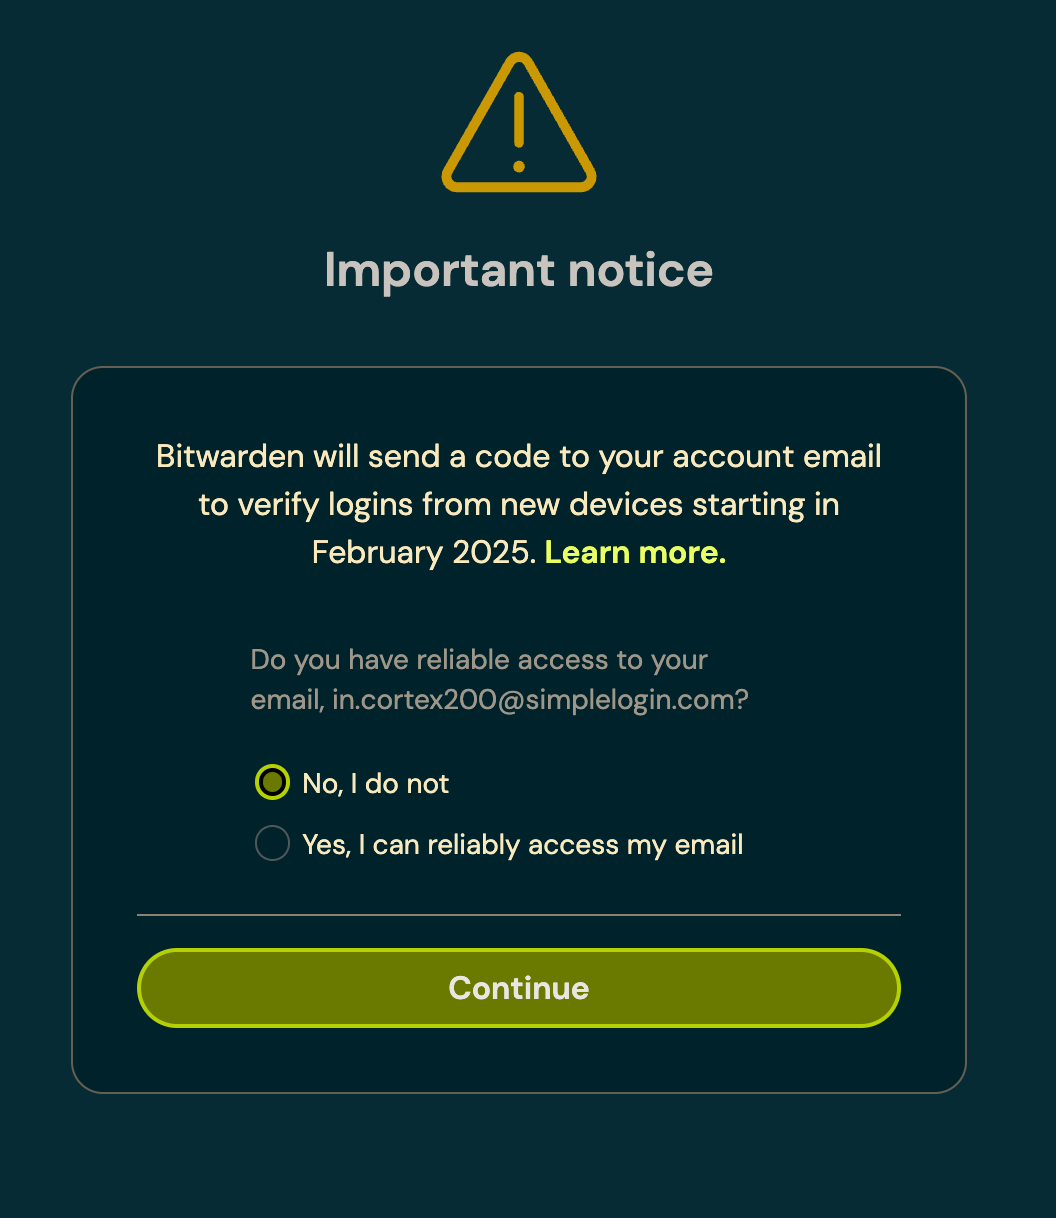 Important notice
Bitwarden will send a code to your account email
to verify logins from new devices starting in
February 2025. Learn more.
Do you have reliable access to your
email, in.cortex200@simplelogin.com?
No, I do not
Yes, I can reliably access my email
Continue